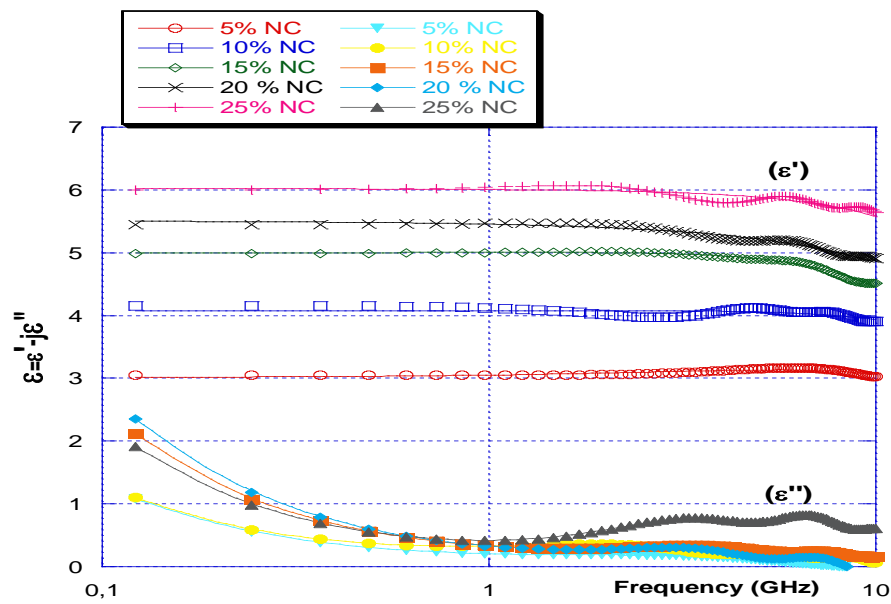 5% NC 5% NC
10% NC 10% NC
15% NC 15% NC
20 % NC 20 % NC
25% NC 25% NC
7
(ε')
6
5
4
ε=ε'-jε"
3
2
1
(ε")
0
0,1 1 Frequency (GHz) 10